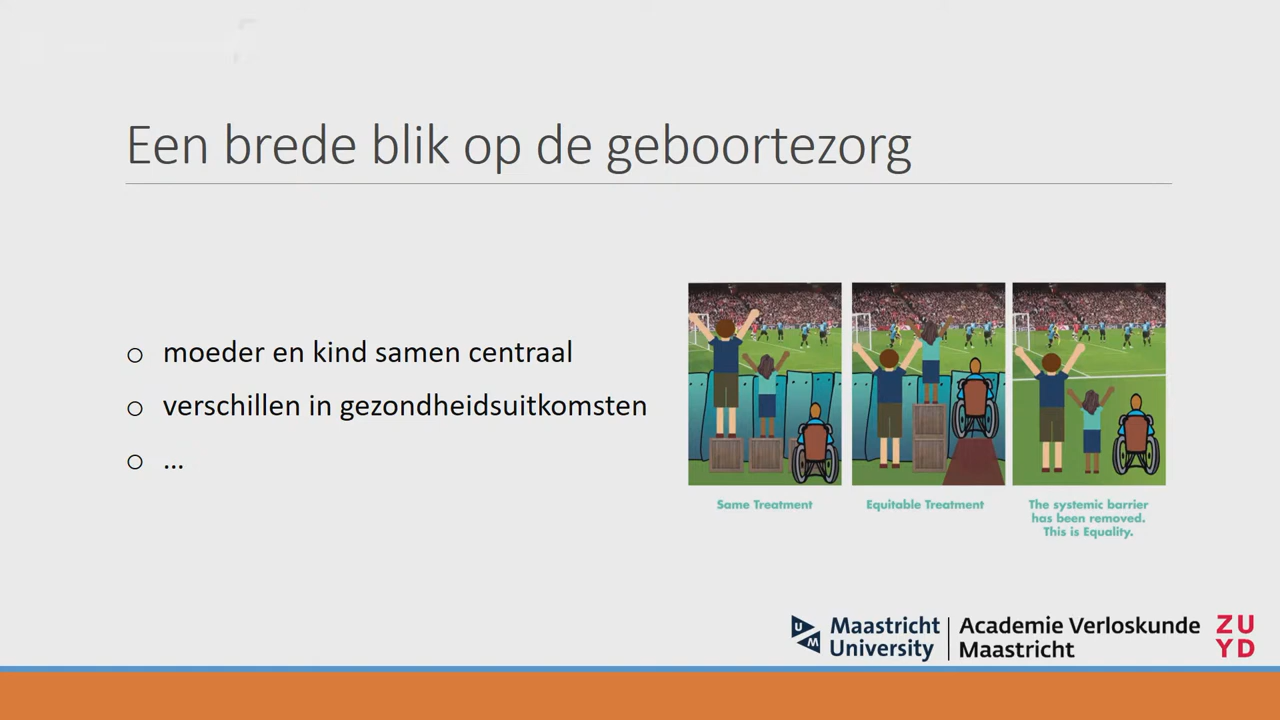 Een brede blik op de geboortezorg
moeder en kind samen centraal
verschillen in gezondheidsuitkomsten
...
Same Treatment
Equitable Treatment
The systemic barrier
has been removed.
This is Equality.
UM
Maastricht
University
Academie Verloskunde
Maastricht
ZU
YD